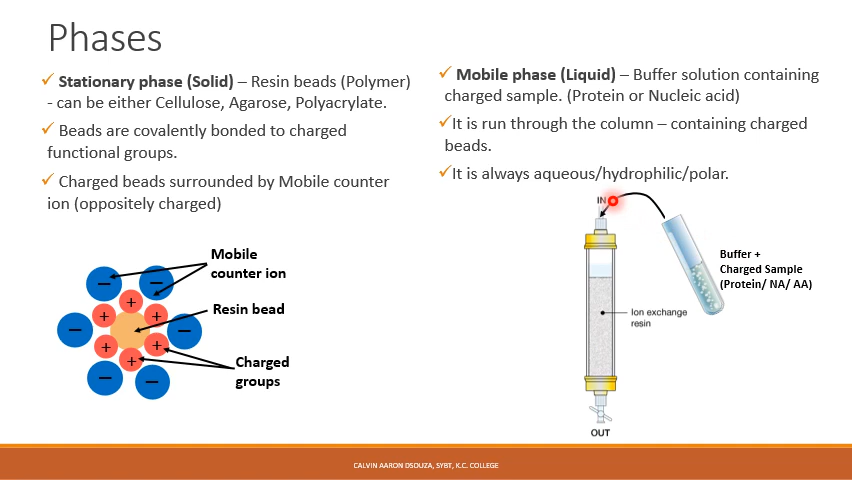 Phases
✓ Stationary phase (Solid) – Resin beads (Polymer)
- can be either Cellulose, Agarose, Polyacrylate.
✓ Beads are covalently bonded to charged
functional groups.
✓ Charged beads surrounded by Mobile counter
ion (oppositely charged)
✓ Mobile phase (Liquid) – Buffer solution containing
charged sample. (Protein or Nucleic acid)
✓It is run through the column – containing charged
beads.
✓It is always aqueous/hydrophilic/polar.
Mobile
counter ion
Resin bead
Charged
groups
IN
Buffer +
Charged Sample
(Protein/ NA/ AA)
Ion exchange
resin
OUT
CALVIN AARON DSOUZA, SYBT, K.C. COLLEGE